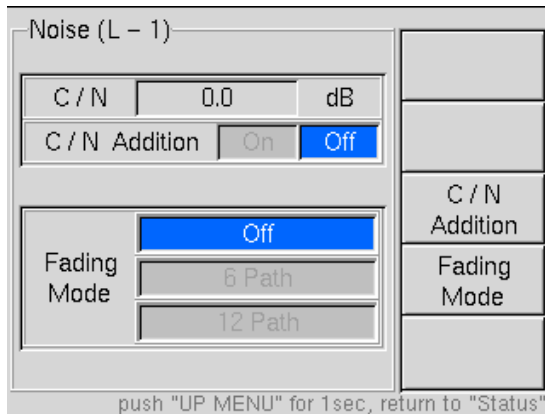 Noise (L – 1)
C / N 0.0 dB
C / N Addition On Off
Fading Mode
Off
6 Path
12 Path
C / N
Addition
Fading
Mode
push "UP MENU" for 1sec, return to "Status"